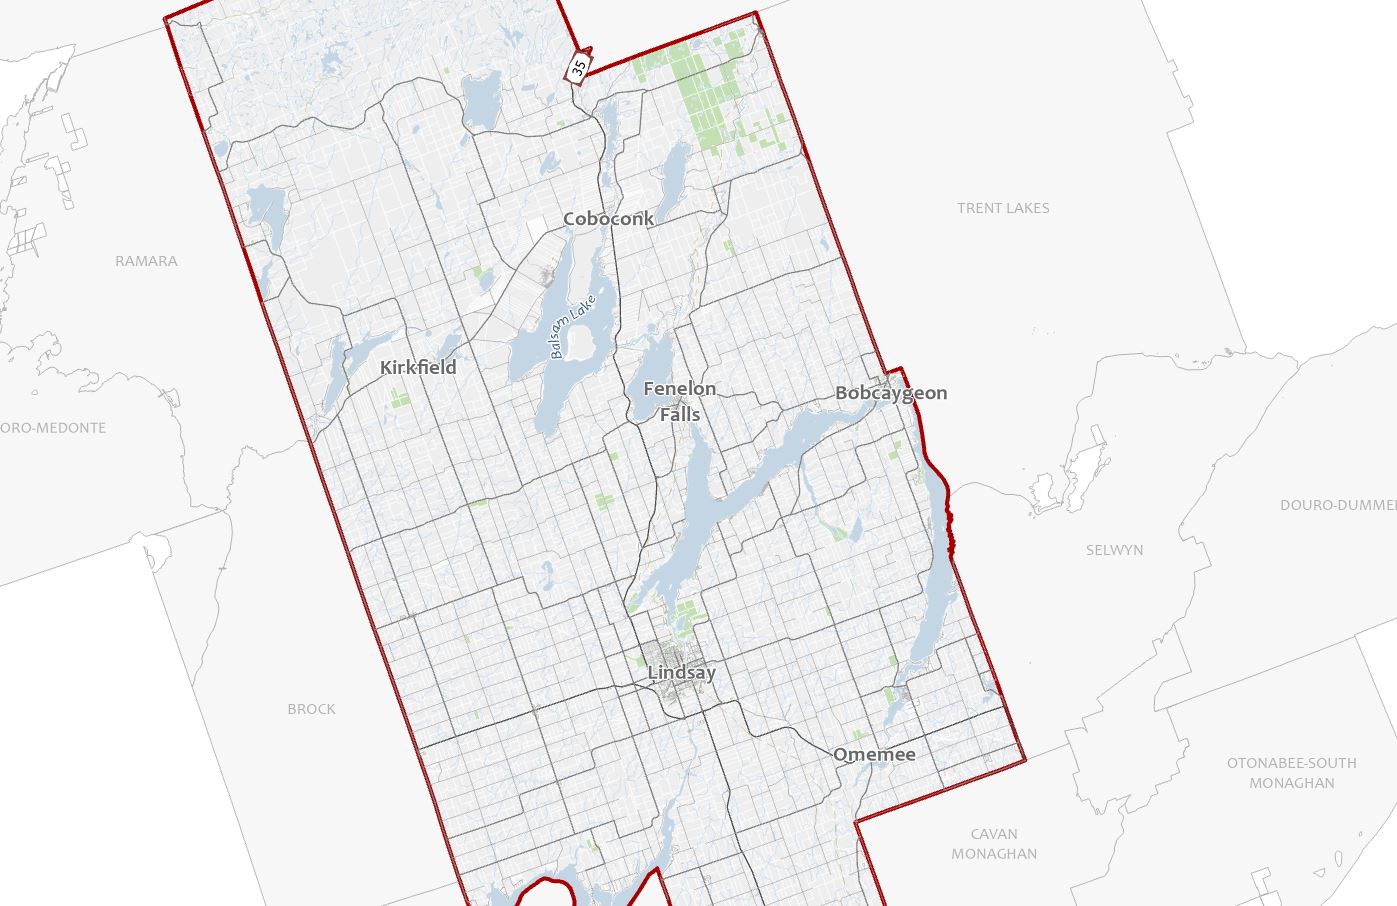 35
TRENT LAKES
Coboconk
RAMARA
Balsam Lake
Kirkfield
Fenelon
Falls
Bobcaygeon
ORO-MEDONTE
DOURO-DUMME
SELWYN
Lindsay
BROCK
Omemee
OTONABEE-SOUTH
MONAGHAN
CAVAN
MONAGHAN